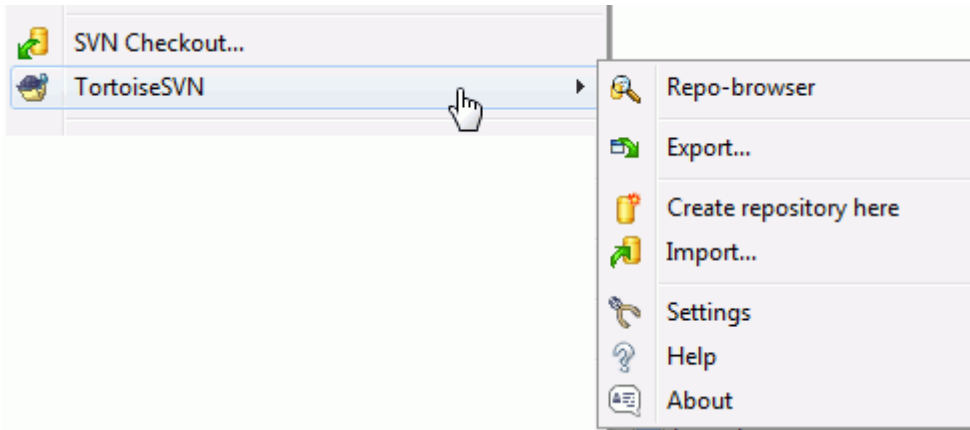 SVN Checkout...
TortoiseSVN
Repo-browser
Export...
Create repository here
Import...
Settings
Help
About